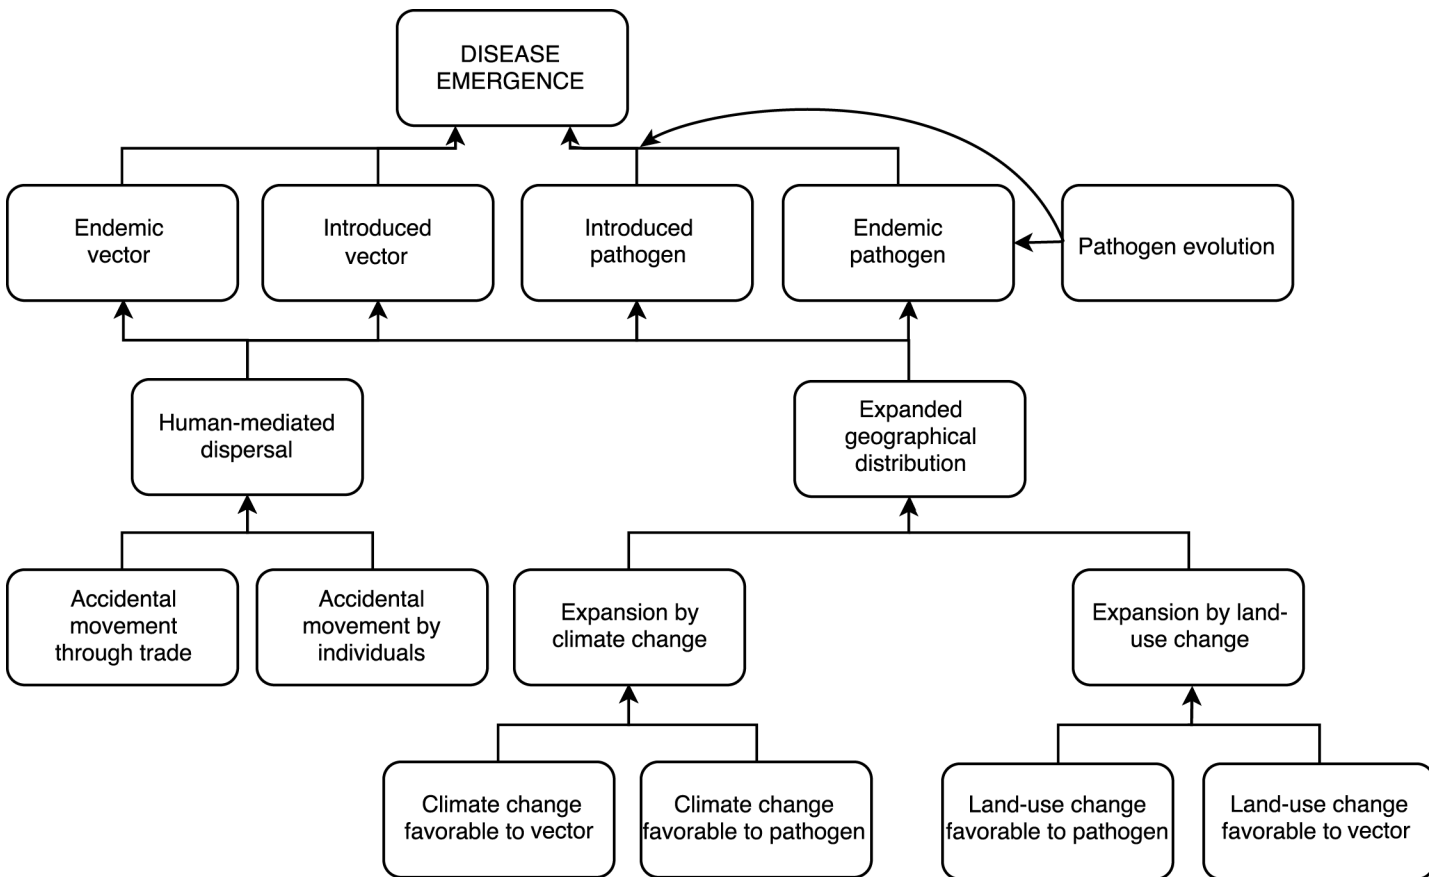 DISEASE
EMERGENCE
Endemic
vector
Introduced
vector
Introduced
pathogen
Endemic
pathogen
Pathogen evolution
Human-mediated
dispersal
Expanded
geographical
distribution
Accidental
movement
through trade
Accidental
movement by
individuals
Expansion by
climate change
Expansion by land-
use change
Climate change
favorable to vector
Climate change
favorable to pathogen
Land-use change
favorable to pathogen
Land-use change
favorable to vector